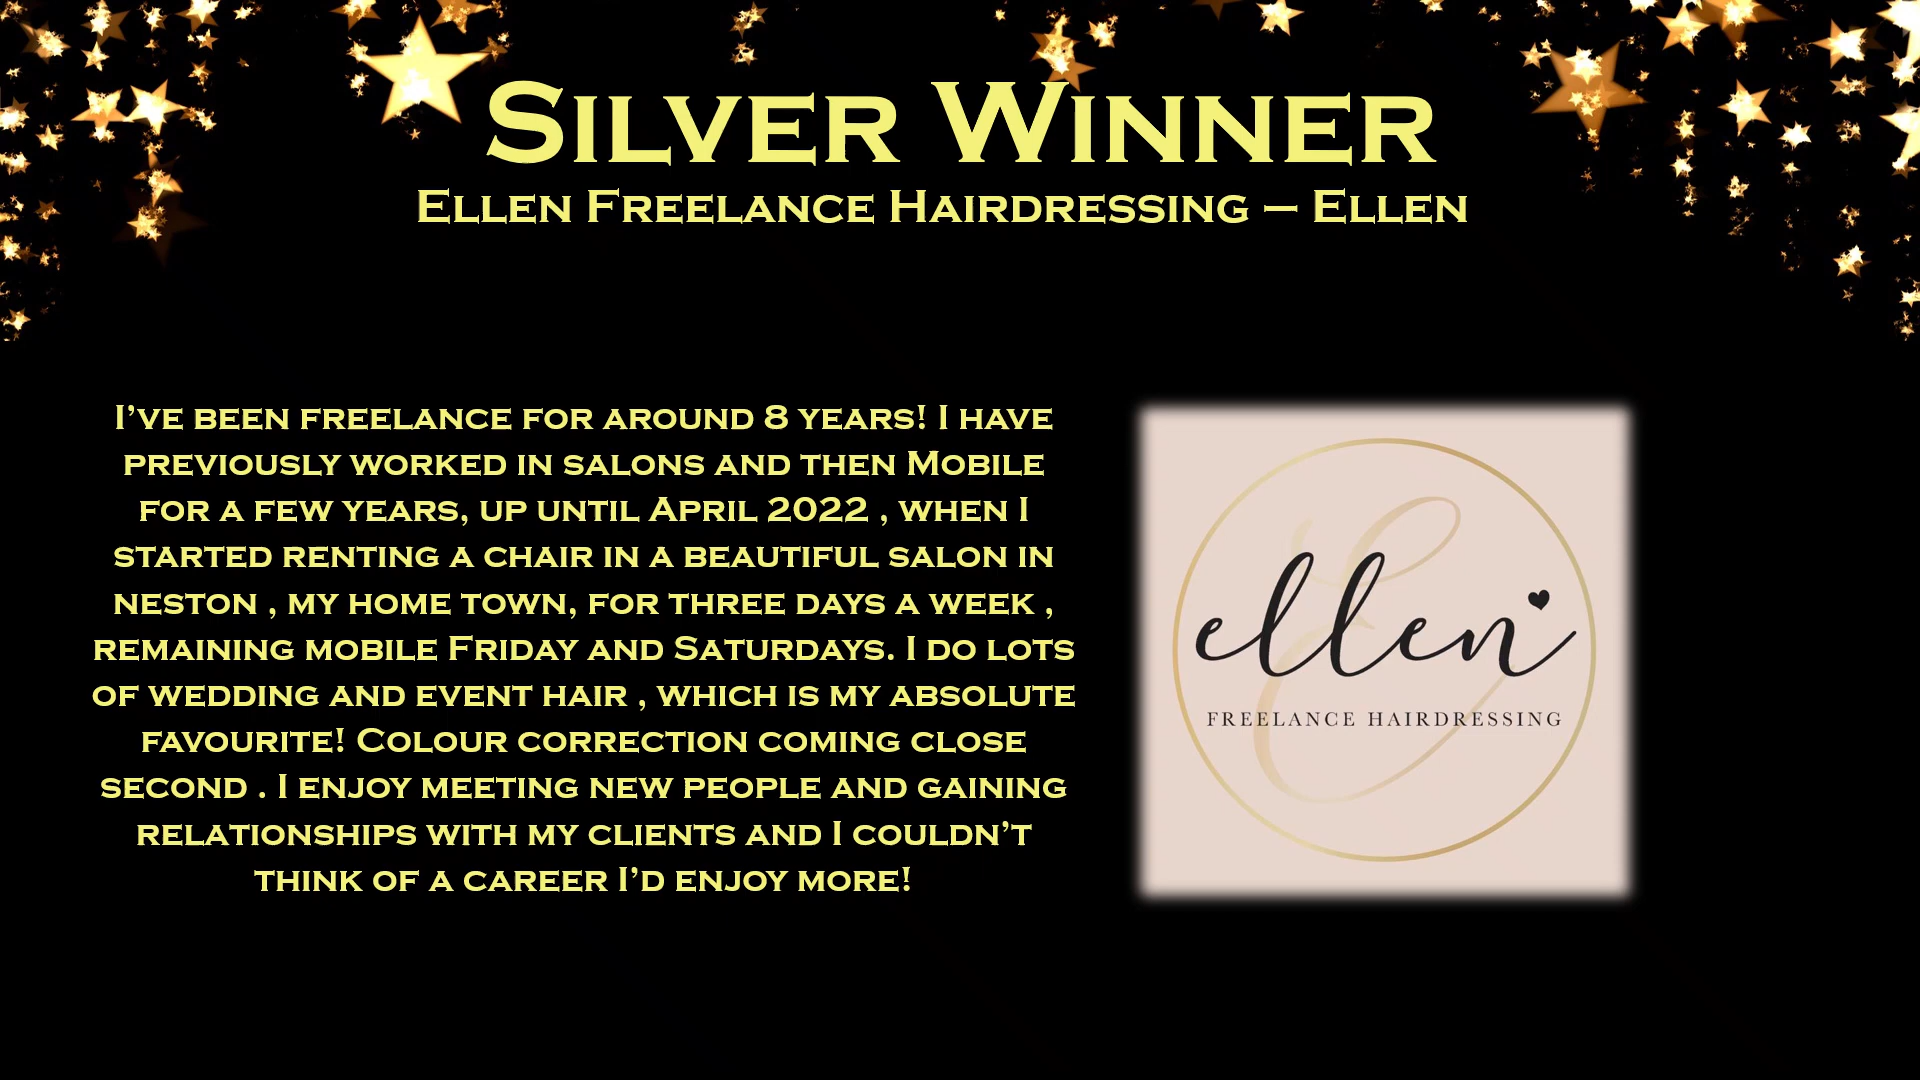 Silver Winner
Ellen Freelance Hairdressing – Ellen
I've been freelance for around 8 years! I have
previously worked in salons and then Mobile
for a few years, up until April 2022 , when I
started renting a chair in a beautiful salon in
neston , my home town, for three days a week ,
remaining mobile Friday and Saturdays. I do lots
of wedding and event hair , which is my absolute
favourite! Colour correction coming close
second . I enjoy meeting new people and gaining
relationships with my clients and I couldn't
think of a career I'd enjoy more!
E
ellen
FREELANCE HAIRDRESSING